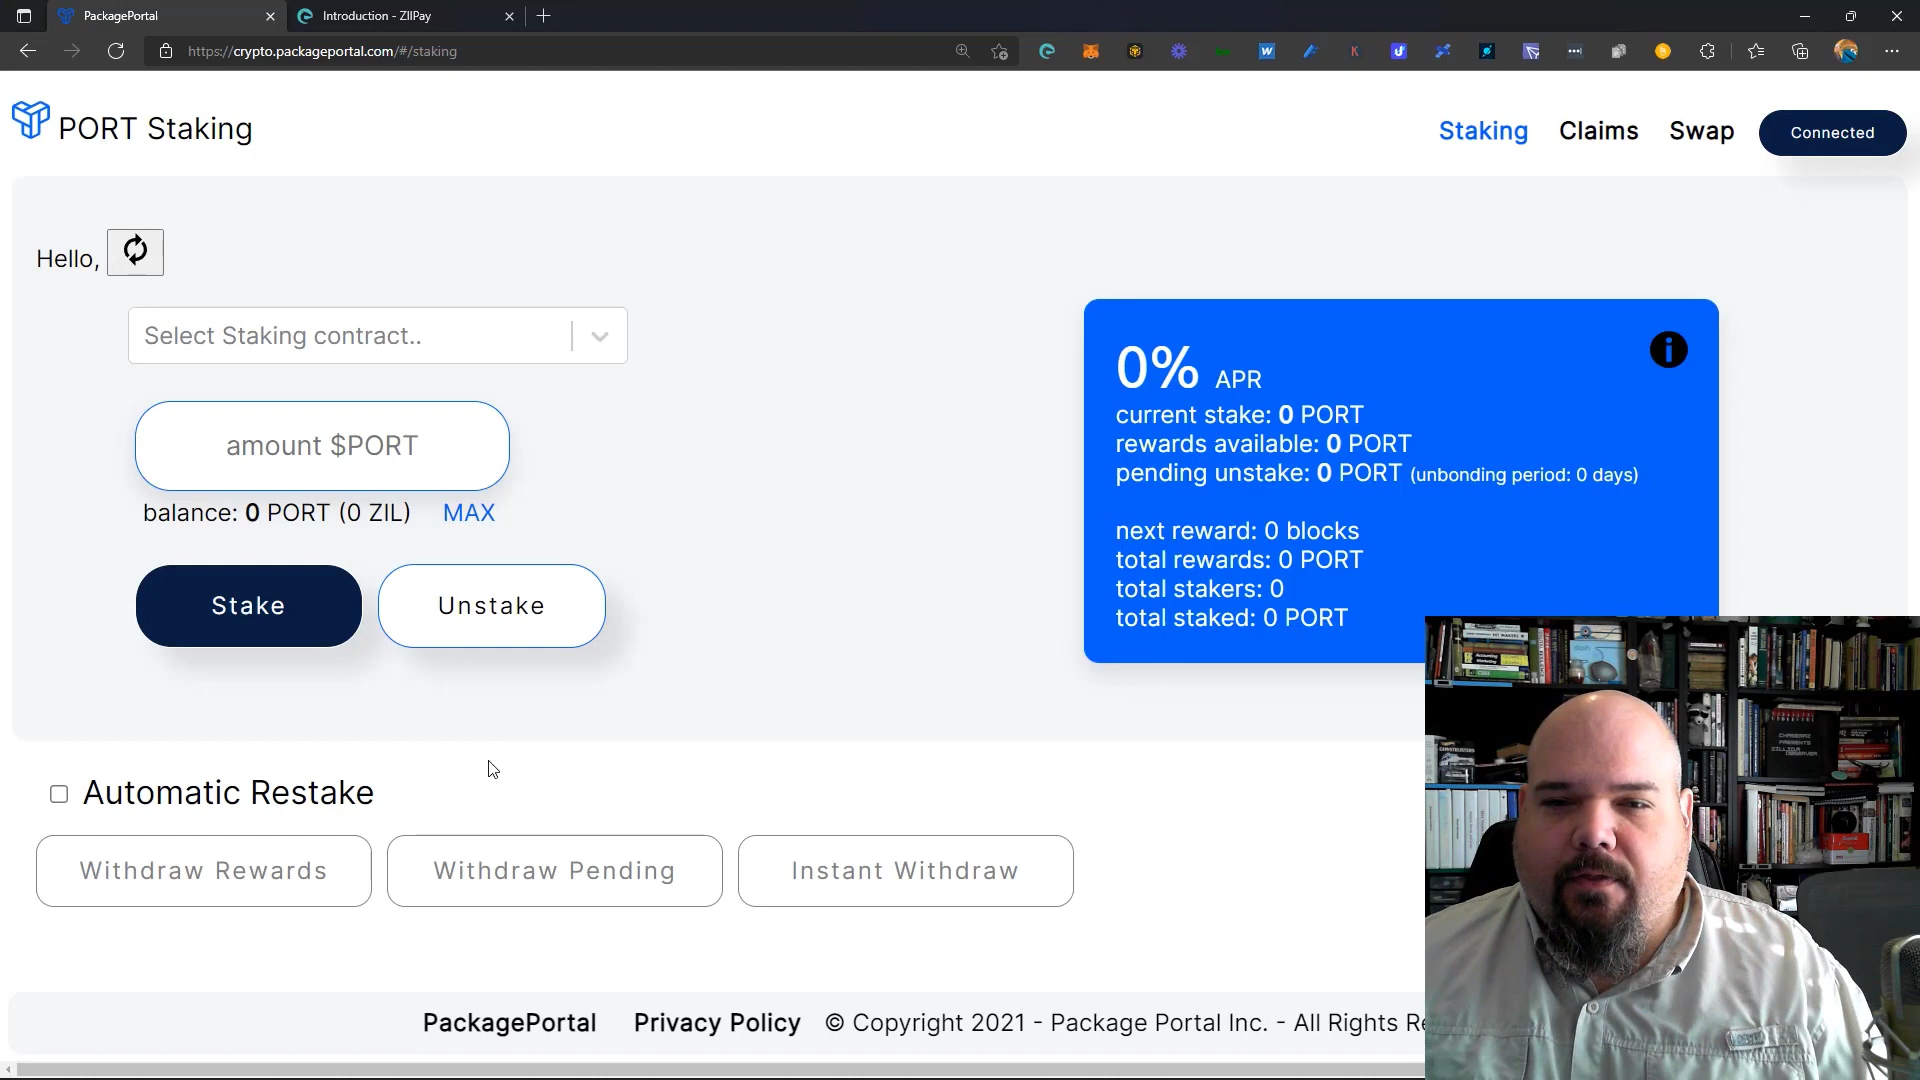 PackagePortal
Introduction - ZilPay
https://crypto.packageportal.com/#/staking
PORT Staking
Staking
Claims
Swap
Connected
Hello,
Select Staking contract..
amount $PORT
balance: 0 PORT (0 ZIL)
MAX
Stake
Unstake
0% APR
current stake: 0 PORT
rewards available: 0 PORT
pending unstake: 0 PORT (unbonding period: 0 days)
next reward: 0 blocks
total rewards: 0 PORT
total stakers: 0
total staked: 0 PORT
Automatic Restake
Withdraw Rewards
Withdraw Pending
Instant Withdraw
PackagePortal
Privacy Policy
© Copyright 2021 - Package Portal Inc. - All Rights